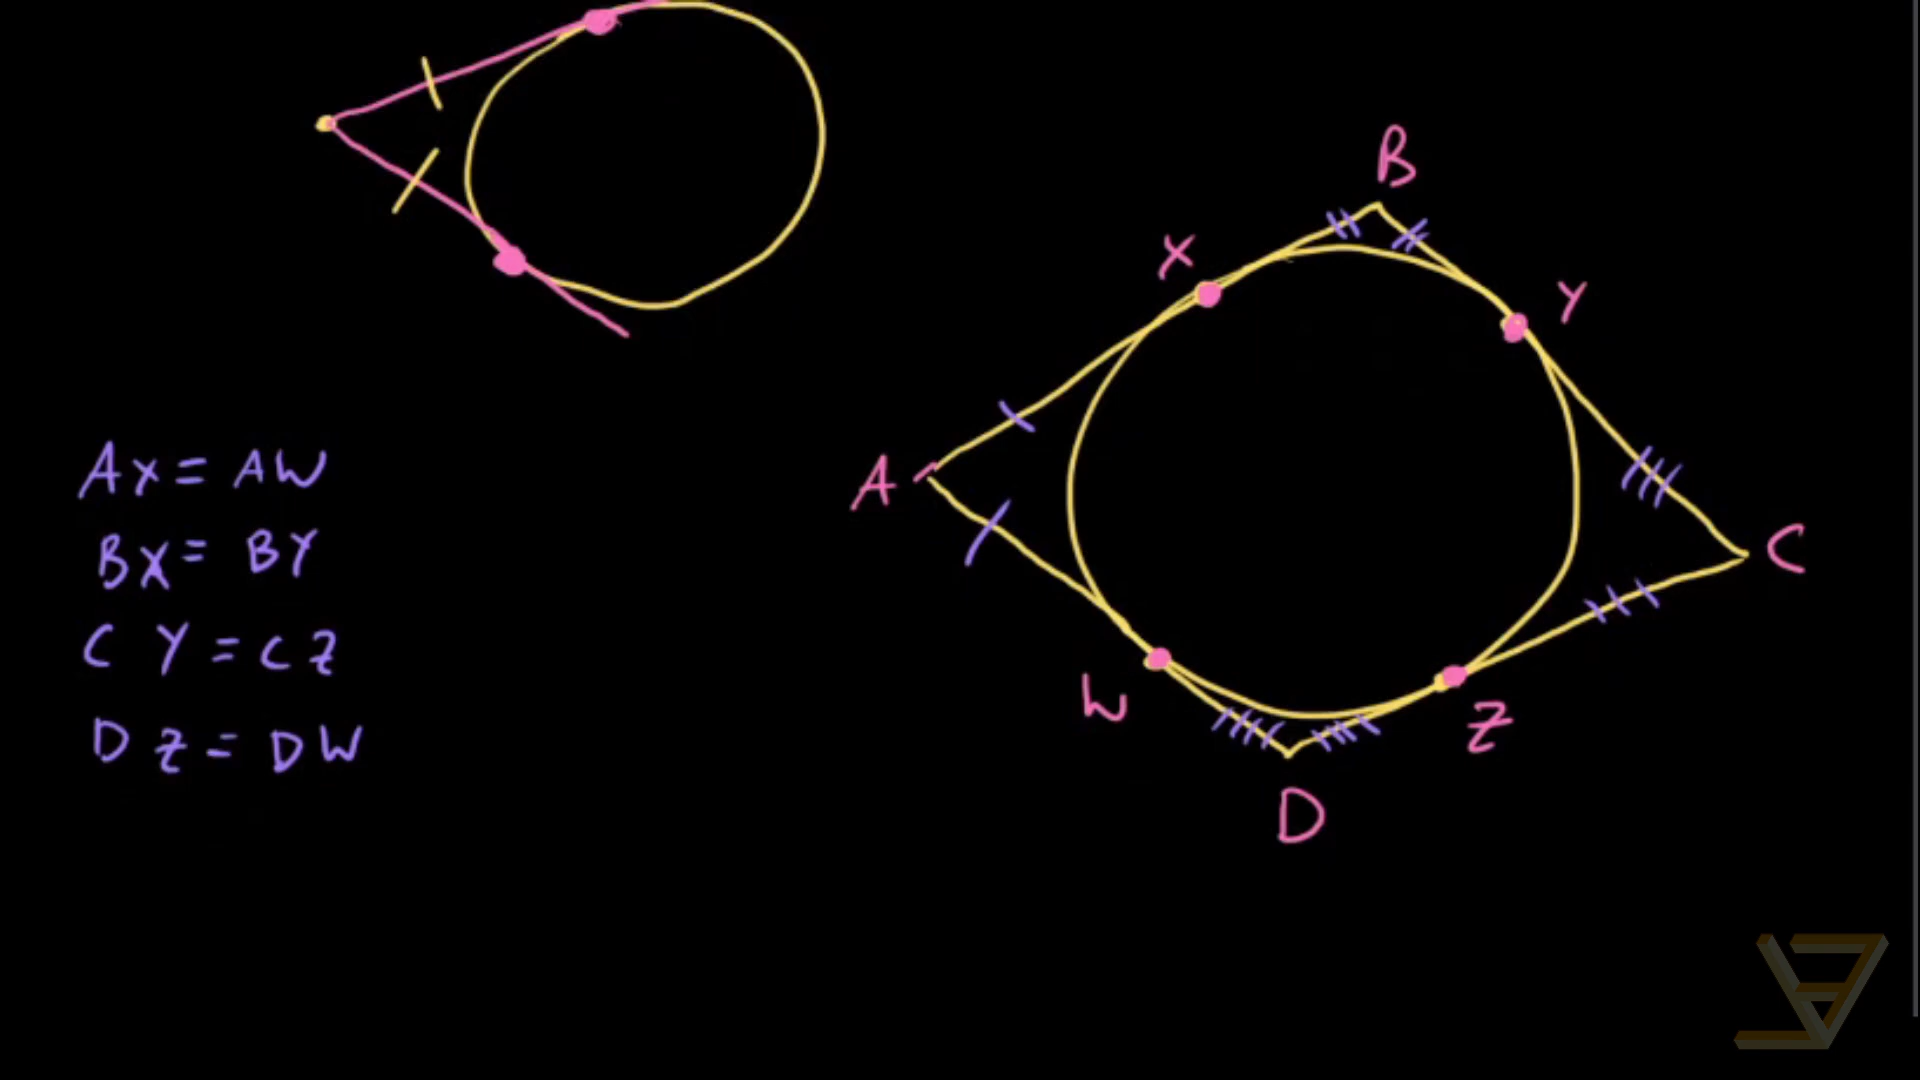 B
X
Y
A
C
W
Z
D
AX = AW
BX = BY
CY = CZ
DZ = DW